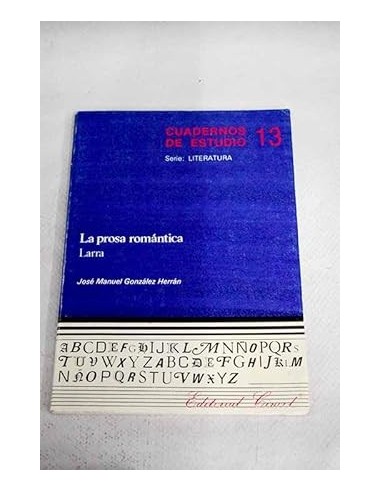 CUADERNOS
DE ESTUDIO 13
Serie: LITERATURA
La prosa romántica
Larra
José Manuel González Herrán
ABCDEFGHIJKLMNÑOPQRS
TUVWXYZABCDEFGHIJKLM
NÑOPQRSTUVWXYZ
Editorial Cincel